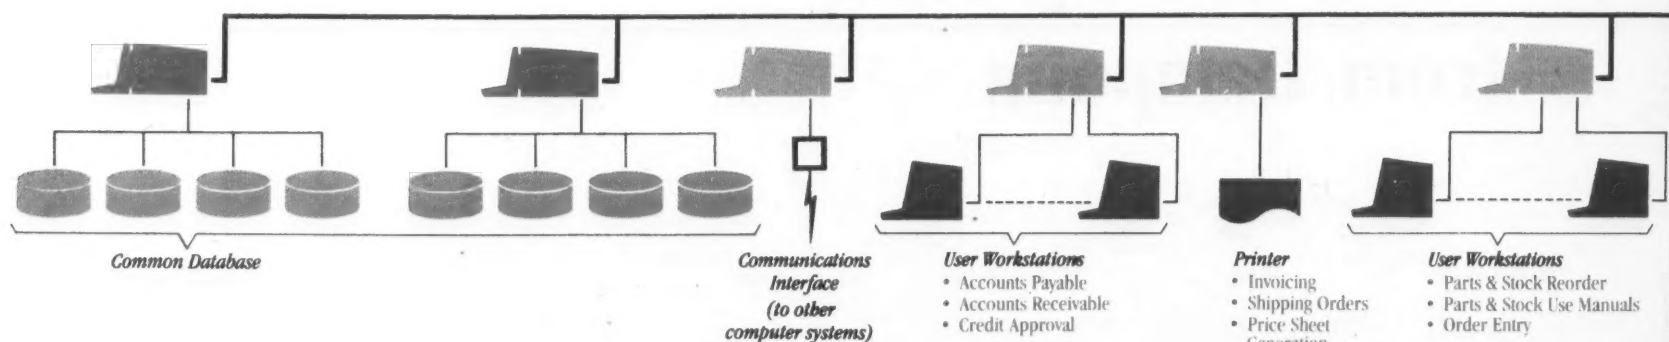 Common Database
Communications
Interface
(to other
computer systems)
User Workstations
• Accounts Payable
• Accounts Receivable
• Credit Approval
Printer
• Invoicing
• Shipping Orders
• Price Sheet
User Workstations
• Parts & Stock Reorder
• Parts & Stock Use Manuals
• Order Entry